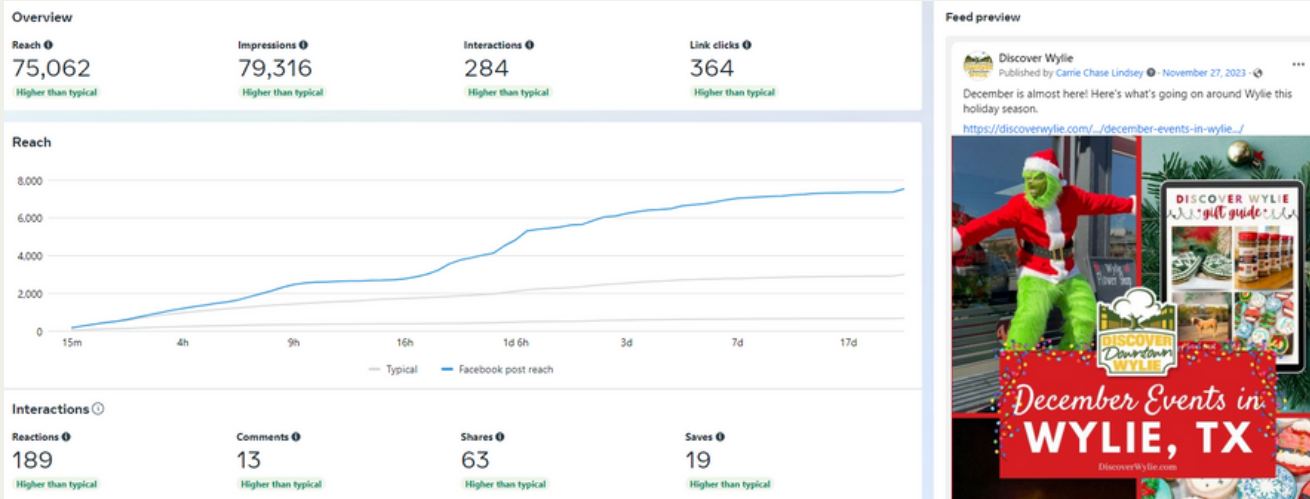 Overview
Reach
Impressions
Interactions
Link clicks
75,062
79,316
284
364
Higher than typical
Higher than typical
Higher than typical
Higher than typical
Reach
8.000
6.000
4.000
2.000
0
15m
4h
9h
16h
1d 6h
3d
7d
17d
Typical
Facebook post reach
Interactions
Reactions
Comments
Shares
Saves
189
13
63
19
Higher than typical
Higher than typical
Higher than typical
Higher than typical
Feed preview
Discover Wylie
Published by Carrie Chase Lindsey · November 27, 2023 ·
December is almost here! Here's what's going on around Wylie this
holiday season.
https://discoverwylie.com/.../december-events-in-wylie.../
DISCOVER WYLIE
gift guide
Wylie
Flower Shop
DISCOVER
Downtown
WYLIE
December Events in
WYLIE, TX
DiscoverWylie.com